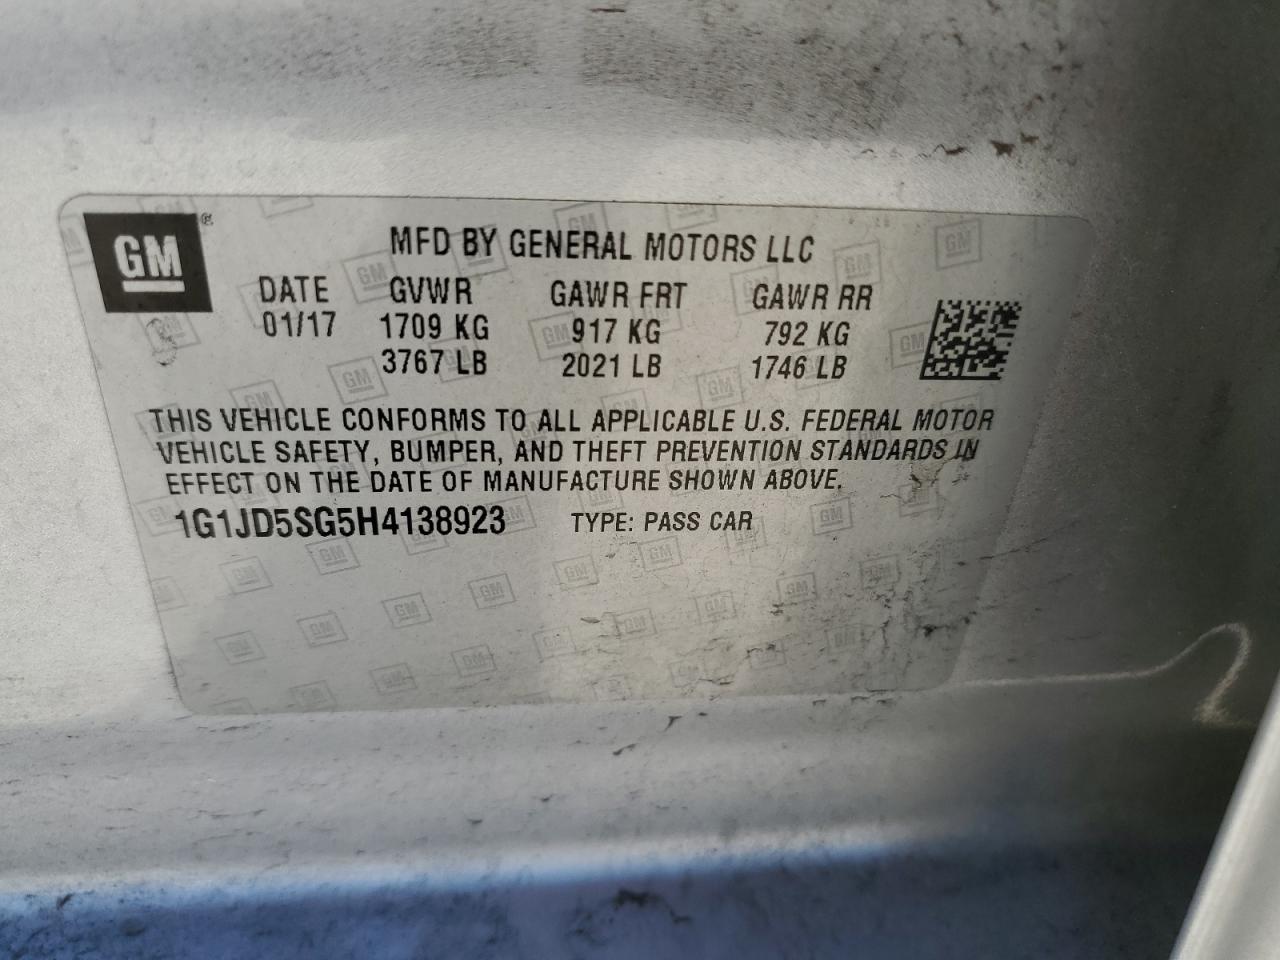 GM®
MFD BY GENERAL MOTORS LLC
DATE GVWR GAWR FRT GAWR RR
01/17 1709 KG 917 KG 792 KG
3767 LB 2021 LB 1746 LB
THIS VEHICLE CONFORMS TO ALL APPLICABLE U.S. FEDERAL MOTOR
VEHICLE SAFETY, BUMPER, AND THEFT PREVENTION STANDARDS IN
EFFECT ON THE DATE OF MANUFACTURE SHOWN ABOVE.
1G1JD5SG5H4138923 TYPE: PASS CAR